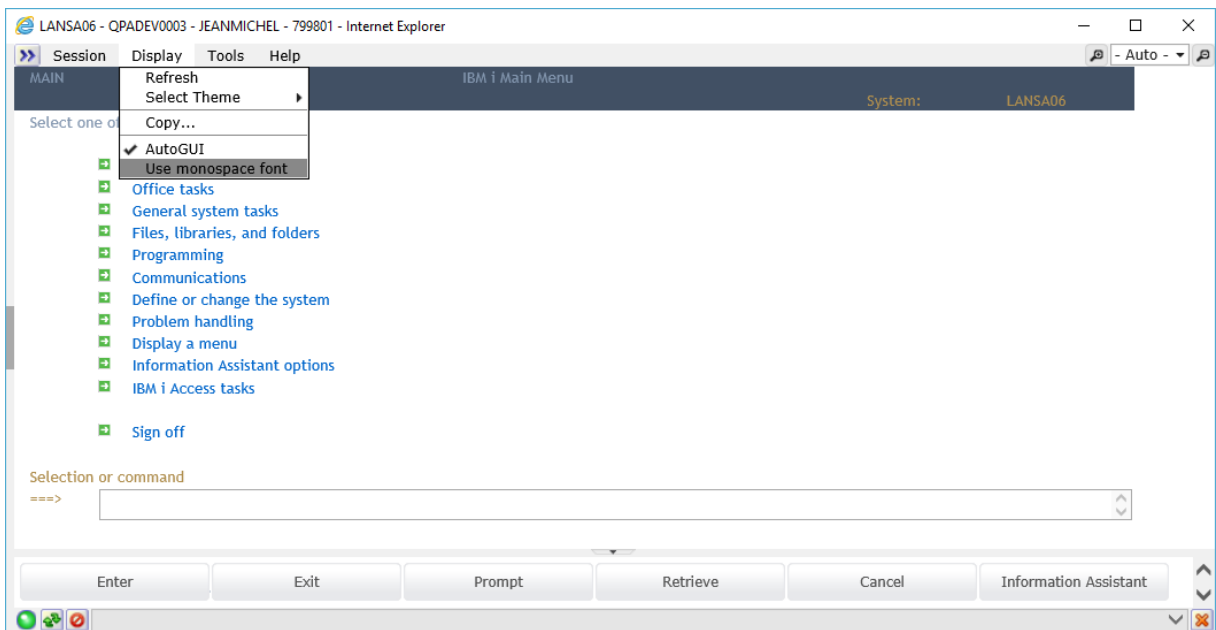 LANSA06 - QPADEV0003 - JEANMICHEL - 799801 - Internet Explorer
Session Display Tools Help - Auto -
MAIN IBM i Main Menu
System: LANSA06
Refresh
Select Theme
Copy...
AutoGUI
Use monospace font
Select one of
Office tasks
General system tasks
Files, libraries, and folders
Programming
Communications
Define or change the system
Problem handling
Display a menu
Information Assistant options
IBM i Access tasks
Sign off
Selection or command
===>
Enter Exit Prompt Retrieve Cancel Information Assistant